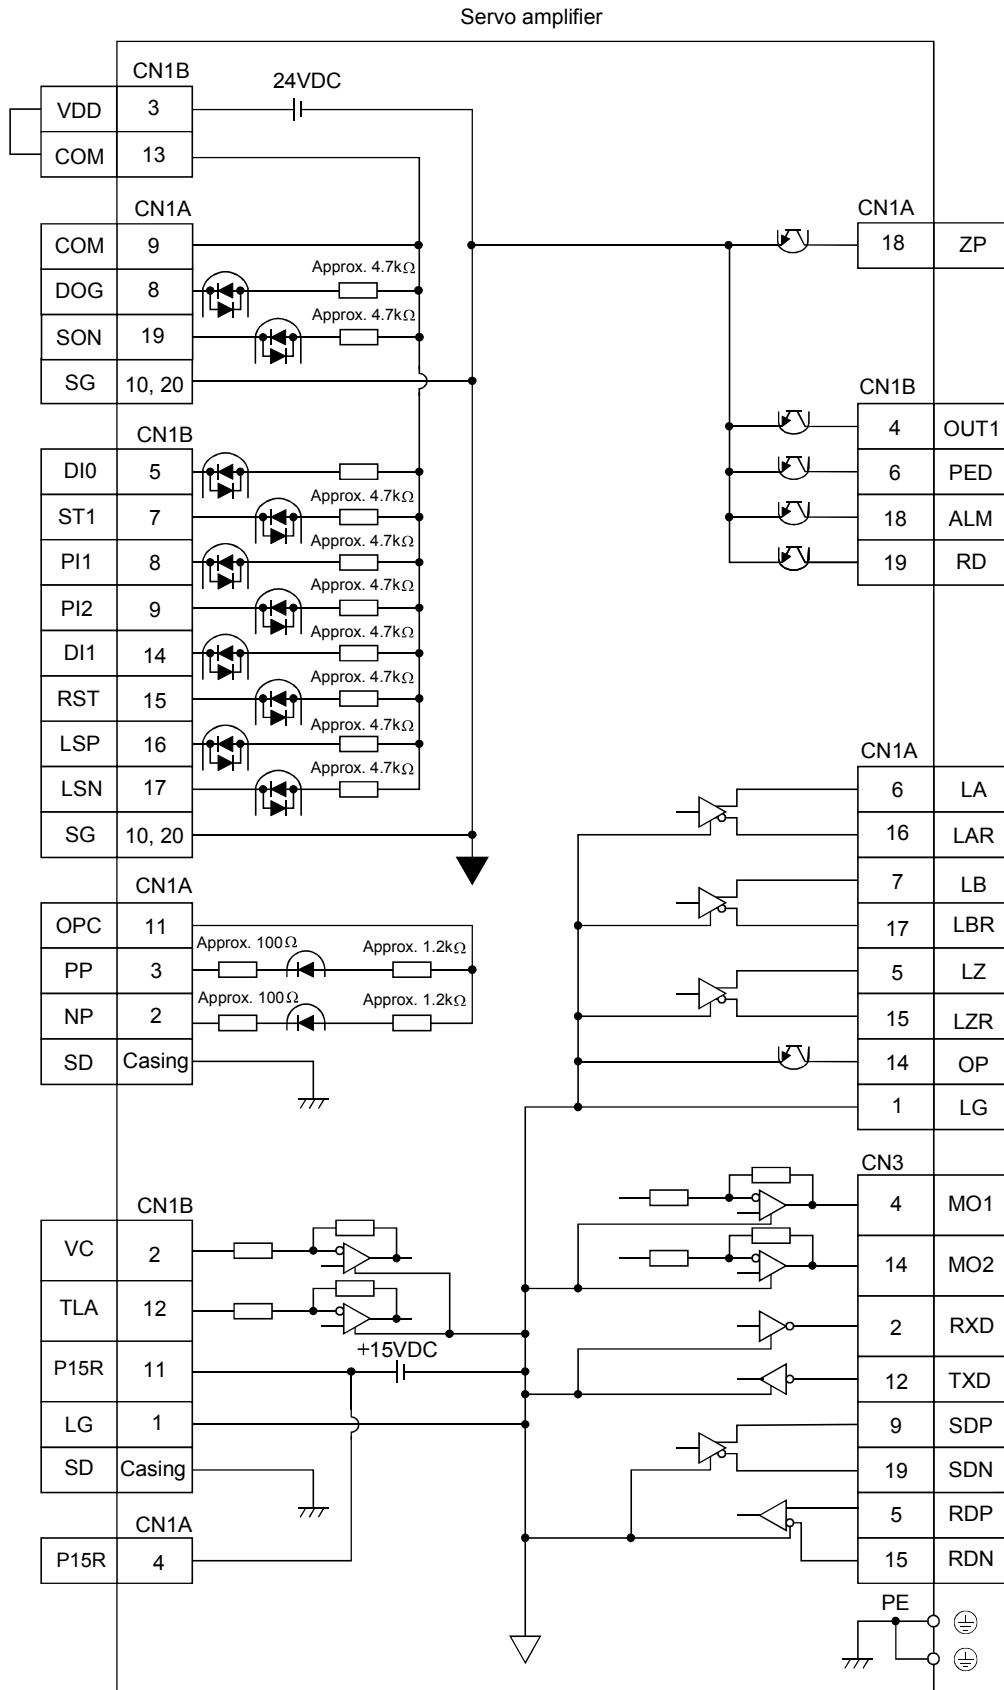 Servo amplifier
CN1B
24VDC
VDD 3
COM 13
CN1A
COM 9
DOG 8 Approx. 4.7kΩ
SON 19 Approx. 4.7kΩ
SG 10, 20
CN1B
DI0 5
ST1 7 Approx. 4.7kΩ
PI1 8 Approx. 4.7kΩ
PI2 9 Approx. 4.7kΩ
DI1 14 Approx. 4.7kΩ
RST 15 Approx. 4.7kΩ
LSP 16 Approx. 4.7kΩ
LSN 17 Approx. 4.7kΩ
SG 10, 20
CN1A
OPC 11
PP 3 Approx. 100Ω Approx. 1.2kΩ
NP 2 Approx. 100Ω Approx. 1.2kΩ
SD Casing
CN1B
VC 2
TLA 12
P15R 11 +15VDC
LG 1
SD Casing
CN1A
P15R 4
CN1A
18 ZP
CN1B
4 OUT1
6 PED
18 ALM
19 RD
CN1A
6 LA
16 LAR
7 LB
17 LBR
5 LZ
15 LZR
14 OP
1 LG
CN3
4 MO1
14 MO2
2 RXD
12 TXD
9 SDP
19 SDN
5 RDP
15 RDN
PE